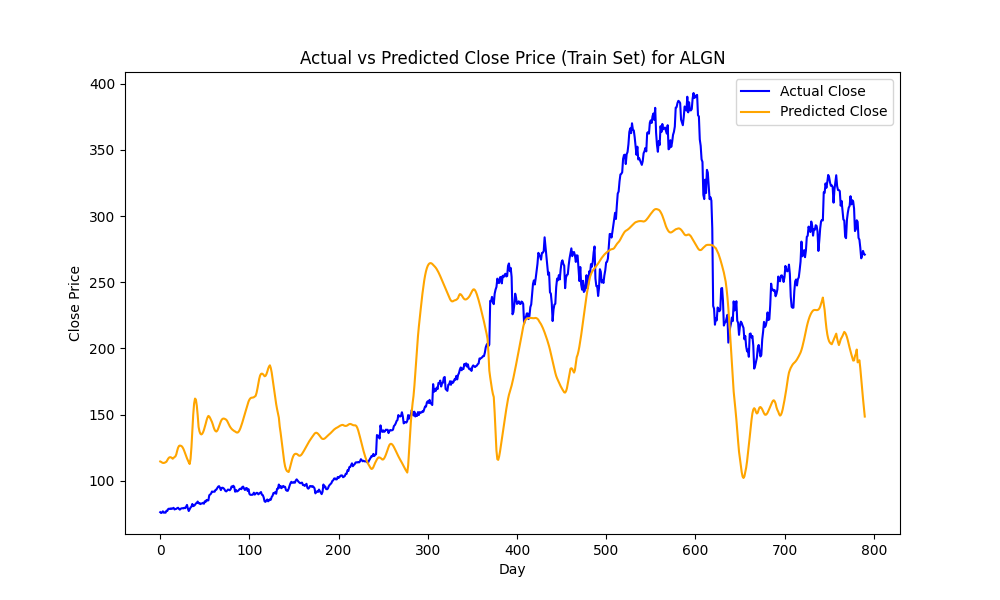 Actual vs Predicted Close Price (Train Set) for ALGN
400
350
300
250
200
150
100
Close Price
Actual Close
Predicted Close
0 100 200 300 400 500 600 700 800
Day